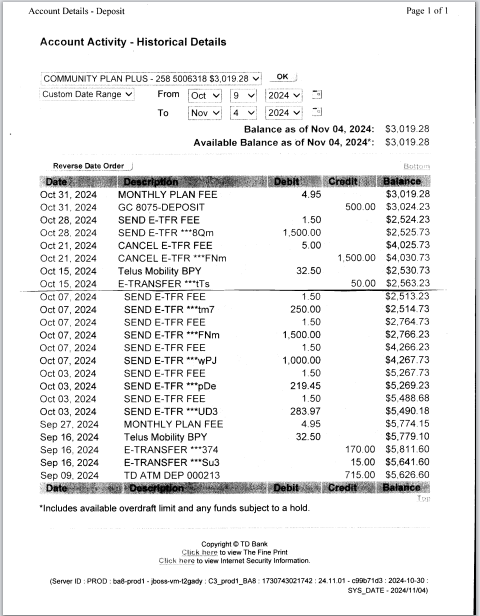 Account Details - Deposit Page 1 of 1
Account Activity - Historical Details
COMMUNITY PLAN PLUS - 258 5006318 $3,019.28 OK
Custom Date Range From Oct 9 2024
To Nov 4 2024
Balance as of Nov 04, 2024: $3,019.28
Available Balance as of Nov 04, 2024*: $3,019.28
Reverse Date Order Bottom
Date Description Debit Credit Balance
Oct 31, 2024 MONTHLY PLAN FEE 4.95 $3,019.28
Oct 31, 2024 GC 8075-DEPOSIT 500.00 $3,024.23
Oct 28, 2024 SEND E-TFR FEE 1.50 $2,524.23
Oct 28, 2024 SEND E-TFR ***8Qm 1,500.00 $2,525.73
Oct 21, 2024 CANCEL E-TFR FEE 5.00 $4,025.73
Oct 21, 2024 CANCEL E-TFR ***FNm 1,500.00 $4,030.73
Oct 15, 2024 Telus Mobility BPY 32.50 $2,530.73
Oct 15, 2024 E-TRANSFER ***tTs 50.00 $2,563.23
Oct 07, 2024 SEND E-TFR FEE 1.50 $2,513.23
Oct 07, 2024 SEND E-TFR ***tm7 250.00 $2,514.73
Oct 07, 2024 SEND E-TFR FEE 1.50 $2,764.73
Oct 07, 2024 SEND E-TFR ***FNm 1,500.00 $2,766.23
Oct 07, 2024 SEND E-TFR FEE 1.50 $4,266.23
Oct 07, 2024 SEND E-TFR ***wPJ 1,000.00 $4,267.73
Oct 03, 2024 SEND E-TFR FEE 1.50 $5,267.73
Oct 03, 2024 SEND E-TFR ***pDe 219.45 $5,269.23
Oct 03, 2024 SEND E-TFR FEE 1.50 $5,488.68
Oct 03, 2024 SEND E-TFR ***UD3 283.97 $5,490.18
Sep 27, 2024 MONTHLY PLAN FEE 4.95 $5,774.15
Sep 16, 2024 Telus Mobility BPY 32.50 $5,779.10
Sep 16, 2024 E-TRANSFER ***374 170.00 $5,811.60
Sep 16, 2024 E-TRANSFER ***Su3 15.00 $5,641.60
Sep 09, 2024 TD ATM DEP 000213 715.00 $5,626.60
Date Description Debit Credit Balance
Top
*Includes available overdraft limit and any funds subject to a hold.
Copyright © TD Bank
Click here to view The Fine Print
Click here to view Internet Security Information.
(Server ID : PROD : ba8-prod1 - jboss-vm-t2gady : C3_prod1_BA8 : 1730743021742 : 24.11.01 - c99b71d3 : 2024-10-30 :
SYS_DATE - 2024/11/04)